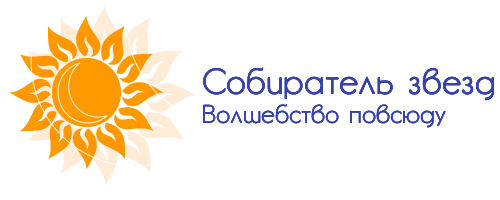 Собиратель звезд
Волшебство повсюду